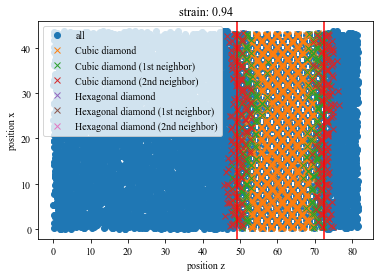 strain: 0.94
all
Cubic diamond
Cubic diamond (1st neighbor)
Cubic diamond (2nd neighbor)
Hexagonal diamond
Hexagonal diamond (1st neighbor)
Hexagonal diamond (2nd neighbor)
position x
40
30
20
10
0
0 10 20 30 40 50 60 70 80
position z